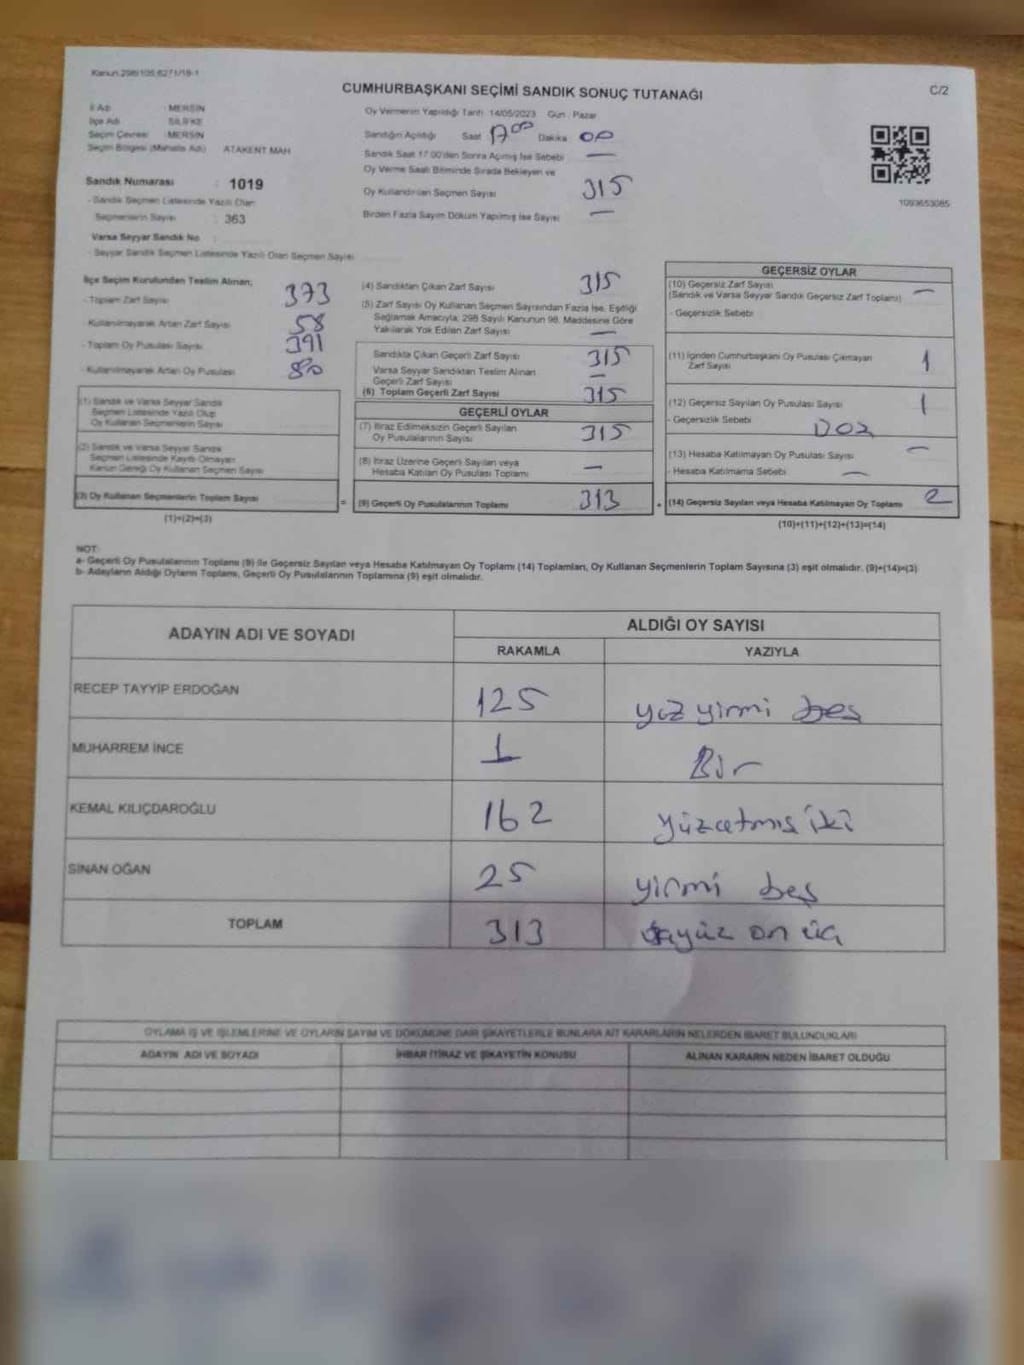 Kanun 298/105,6271/18-1
CUMHURBAŞKANI SEÇİMİ SANDIK SONUÇ TUTANAĞI
C/2
İl Adı : MERSİN
İlçe Adı : SİLİFKE
Seçim Çevresi : MERSİN
Seçim Bölgesi (Mahalle Adı) ATAKENT MAH
Sandık Numarası : 1019
- Sandık Seçmen Listesinde Yazılı Olan
Seçmenlerin Sayısı : 363
Varsa Seyyar Sandık No :
- Seyyar Sandık Seçmen Listesinde Yazılı Olan Seçmen Sayısı
Oy Vermenin Yapıldığı Tarih 14/05/2023 Gün : Pazar
Sandığın Açıldığı Saat 17 00 Dakika 00
Sandık Saat 17.00'den Sonra Açılmış İse Sebebi —
Oy Verme Saati Bitiminde Sırada Bekleyen ve
Oy Kullandırılan Seçmen Sayısı 315
Birden Fazla Sayım Döküm Yapılmış İse Sayısı —
1093653085
İlçe Seçim Kurulundan Teslim Alınan;
- Toplam Zarf Sayısı 373
- Kullanılmayarak Artan Zarf Sayısı 58
- Toplam Oy Pusulası Sayısı 391
- Kullanılmayarak Artan Oy Pusulası 80
(1) Sandık ve Varsa Seyyar Sandık
Seçmen Listesinde Yazılı Olup
Oy Kullanan Seçmenlerin Sayısı
(2) Sandık ve Varsa Seyyar Sandık
Seçmen Listesinde Kayıtlı Olmayan
Kanun Gereği Oy Kullanan Seçmen Sayısı
(3) Oy Kullanan Seçmenlerin Toplam Sayısı
=
(1)+(2)=(3)
(4) Sandıktan Çıkan Zarf Sayısı 315
(5) Zarf Sayısı Oy Kullanan Seçmen Sayısından Fazla İse, Eşitliği
Sağlamak Amacıyla, 298 Sayılı Kanunun 98. Maddesine Göre
Yakılarak Yok Edilen Zarf Sayısı —
Sandıkta Çıkan Geçerli Zarf Sayısı 315
Varsa Seyyar Sandıktan Teslim Alınan
Geçerli Zarf Sayısı —
(6) Toplam Geçerli Zarf Sayısı 315
GEÇERLİ OYLAR
(7) İtiraz Edilmeksizin Geçerli Sayılan
Oy Pusulalarının Sayısı 315
(8) İtiraz Üzerine Geçerli Sayılan veya
Hesaba Katılan Oy Pusulası Toplamı —
(9) Geçerli Oy Pusulalarının Toplamı 313
+
GEÇERSİZ OYLAR
(10) Geçersiz Zarf Sayısı —
(Sandık ve Varsa Seyyar Sandık Geçersiz Zarf Toplamı)
- Geçersizlik Sebebi
(11) İçinden Cumhurbaşkanı Oy Pusulası Çıkmayan
Zarf Sayısı 1
(12) Geçersiz Sayılan Oy Pusulası Sayısı 1
- Geçersizlik Sebebi
(13) Hesaba Katılmayan Oy Pusulası Sayısı —
- Hesaba Katılmama Sebebi —
(14) Geçersiz Sayılan veya Hesaba Katılmayan Oy Toplamı 2
(10)+(11)+(12)+(13)=(14)
NOT:
a- Geçerli Oy Pusulalarının Toplamı (9) ile Geçersiz Sayılan veya Hesaba Katılmayan Oy Toplamı (14) Toplamları, Oy Kullanan Seçmenlerin Toplam Sayısına (3) eşit olmalıdır. (9)+(14)=(3)
b- Adayların Aldığı Oyların Toplamı, Geçerli Oy Pusulalarının Toplamına (9) eşit olmalıdır.
ADAYIN ADI VE SOYADI ALDIĞI OY SAYISI
RAKAMLA YAZIYLA
RECEP TAYYİP ERDOĞAN 125 yüz yirmi beş
MUHARREM İNCE 1 Bir
KEMAL KILIÇDAROĞLU 162 yüzatmış iki
SİNAN OĞAN 25 yirmi beş
TOPLAM 313 üçyüz on üç
OYLAMA İŞ VE İŞLEMLERİNE VE OYLARIN SAYIM VE DÖKÜMÜNE DAİR ŞİKAYETLERLE BUNLARA AİT KARARLARIN NELERDEN İBARET BULUNDUKLARI
ADAYIN ADI VE SOYADI İHBAR İTİRAZ VE ŞİKAYETİN KONUSU ALINAN KARARIN NEDEN İBARET OLDUĞU